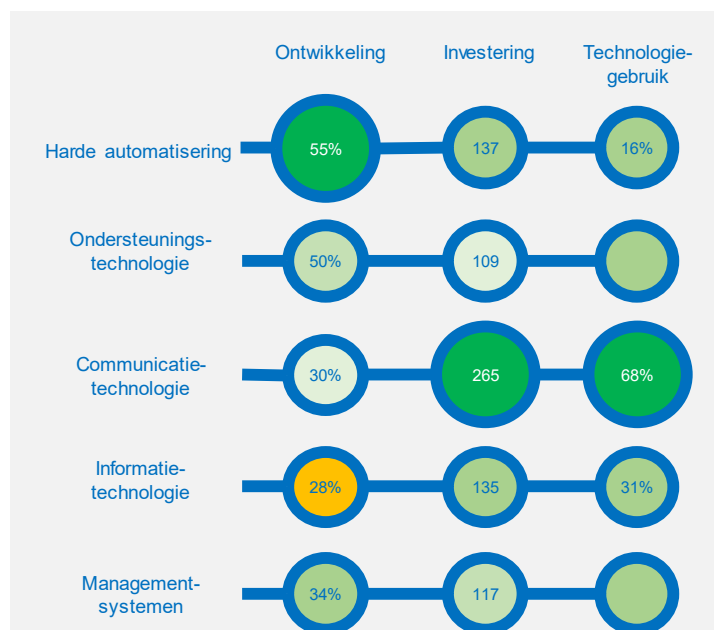 Ontwikkeling Investering Technologie-
gebruik
Harde automatisering 55% 137 16%
Ondersteunings-
technologie 50% 109
Communicatie-
technologie 30% 265 68%
Informatie-
technologie 28% 135 31%
Management-
systemen 34% 117